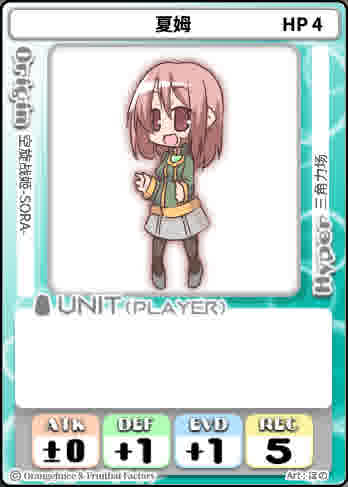 夏姆 HP 4
Origin
空旋战姬-SORA-
Hyper 三角力场
UNIT (PLAYER)
ATK DEF EVD REC
±0 +1 +1 5
© OrangeJuice & Fruitbat Factory Art : ほの